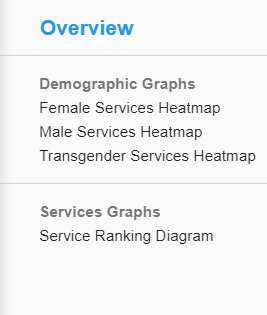 Overview
Demographic Graphs
Female Services Heatmap
Male Services Heatmap
Transgender Services Heatmap
Services Graphs
Service Ranking Diagram